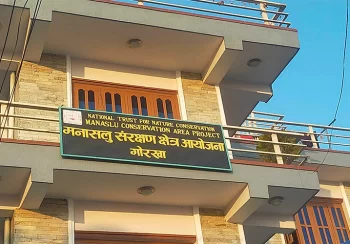 NATIONAL TRUST FOR NATURE CONSERVATION
MANASLU CONSERVATION AREA PROJECT
मनासलु संरक्षण क्षेत्र आयोजना
गोरखा